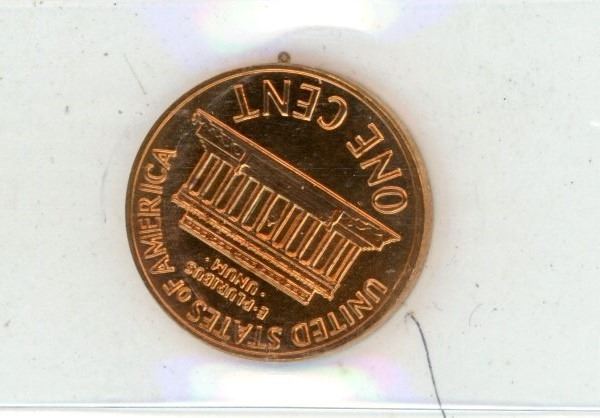 UNITED STATES OF AMERICA
E·PLURIBUS
·UNUM·
ONE CENT